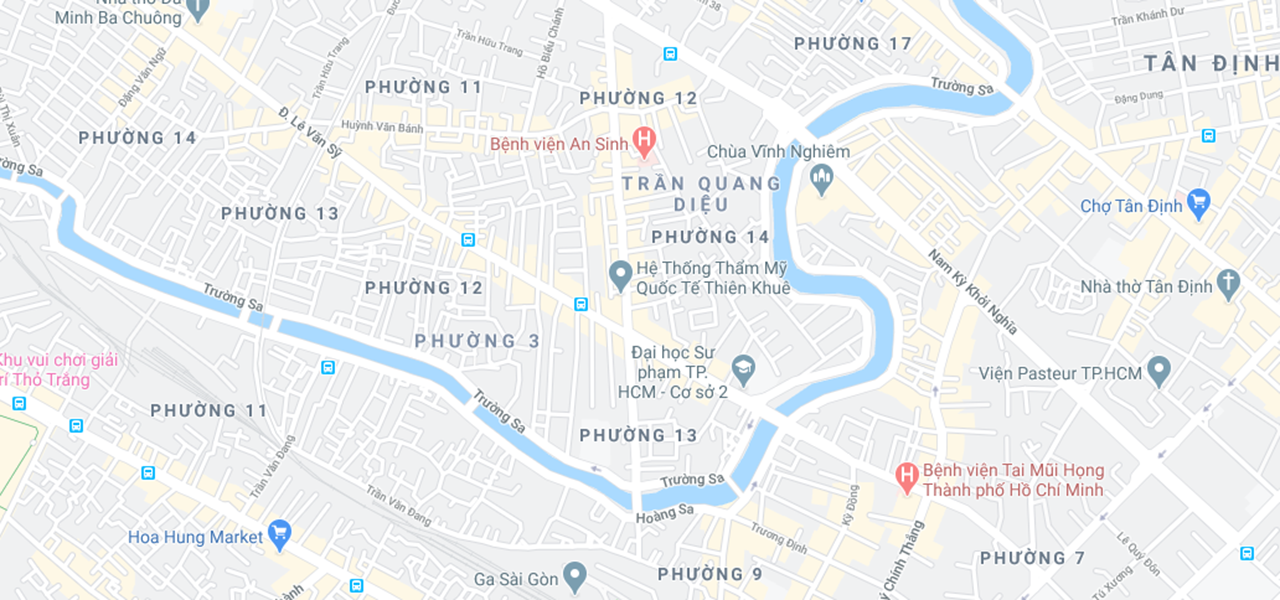 Minh Ba Chuông
Trần Hữu Trang
Hồ Biểu Chánh
Trần Khánh Dư
PHƯỜNG 17
TÂN ĐỊNH
Đặng Văn Ngữ
Trần Hữu Trang
PHƯỜNG 11
PHƯỜNG 12
Trường Sa
Đặng Dung
Đ. Lê Văn Sỹ
Huỳnh Văn Bánh
PHƯỜNG 14
Bệnh viện An Sinh
Chùa Vĩnh Nghiêm
TRẦN QUANG
DIỆU
Chợ Tân Định
PHƯỜNG 13
PHƯỜNG 14
Nam Kỳ Khởi Nghĩa
Hệ Thống Thẩm Mỹ
Quốc Tế Thiên Khuê
Nhà thờ Tân Định
PHƯỜNG 12
Trường Sa
PHƯỜNG 3
Khu vui chơi giải
trí Thỏ Trắng
Đại học Sư
phạm TP.
HCM - Cơ sở 2
Viện Pasteur TP.HCM
PHƯỜNG 11
Trường Sa
PHƯỜNG 13
Trần Văn Đang
Trường Sa
Bệnh viện Tai Mũi Họng
Thành phố Hồ Chí Minh
Trần Văn Đang
Hoàng Sa
Kỳ Đồng
Hoa Hung Market
Trương Định
Lê Quý Đôn
PHƯỜNG 7
Ga Sài Gòn
PHƯỜNG 9
Chính Thắng
Tú Xương